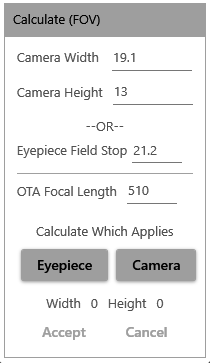 Calculate (FOV)
Camera Width 19.1
Camera Height 13
--OR--
Eyepiece Field Stop 21.2
OTA Focal Length 510
Calculate Which Applies
Eyepiece Camera
Width 0 Height 0
Accept Cancel